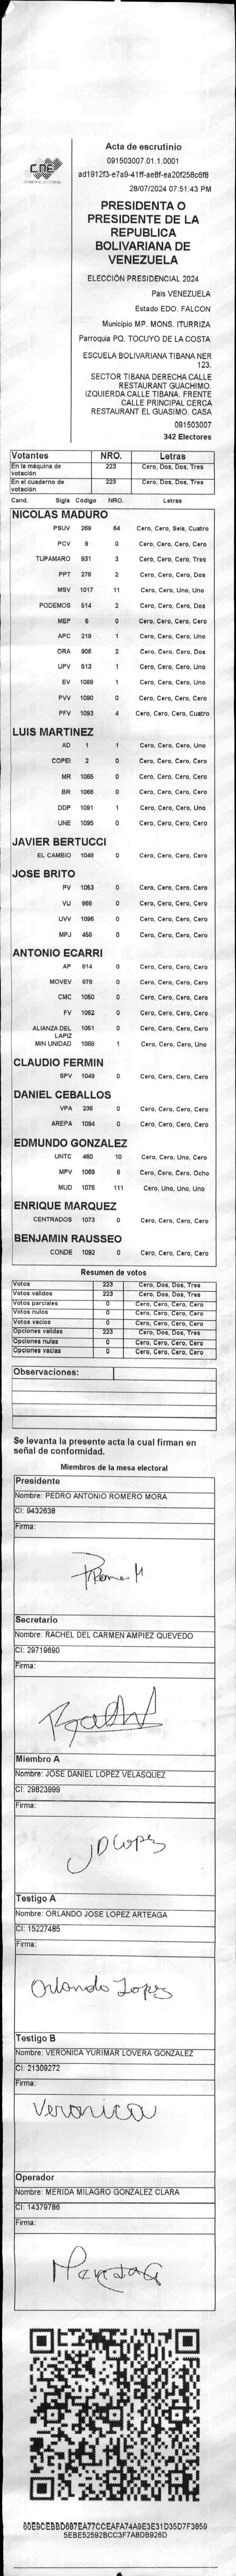 CNE
Acta de escrutinio
091503007.01.1.0001
ad1912f3-e7a9-41ff-ae8f-ea20f258c6f8
28/07/2024 07:51:43 PM
PRESIDENTA O
PRESIDENTE DE LA
REPUBLICA
BOLIVARIANA DE
VENEZUELA
ELECCIÓN PRESIDENCIAL 2024
Pais VENEZUELA
Estado EDO. FALCON
Municipio MP. MONS. ITURRIZA
Parroquia PQ. TOCUYO DE LA COSTA
ESCUELA BOLIVARIANA TIBANA NER
123.
SECTOR TIBANA DERECHA CALLE
RESTAURANT GUACHIMO.
IZQUIERDA CALLE TIBANA. FRENTE
CALLE PRINCIPAL CERCA
RESTAURANT EL GUASIMO. CASA
091503007
342 Electores
Votantes NRO. Letras
En la máquina de votación 223 Cero, Dos, Dos, Tres
En el cuaderno de votación 223 Cero, Dos, Dos, Tres
Cand. Sigla Código NRO. Letras
NICOLAS MADURO
PSUV 269 64 Cero, Cero, Seis, Cuatro
PCV 9 0 Cero, Cero, Cero, Cero
TUPAMARO 931 3 Cero, Cero, Cero, Tres
PPT 276 2 Cero, Cero, Cero, Dos
MSV 1017 11 Cero, Cero, Uno, Uno
PODEMOS 514 2 Cero, Cero, Cero, Dos
MEP 6 0 Cero, Cero, Cero, Cero
APC 219 1 Cero, Cero, Cero, Uno
ORA 906 2 Cero, Cero, Cero, Dos
UPV 513 1 Cero, Cero, Cero, Uno
EV 1089 1 Cero, Cero, Cero, Uno
PVV 1090 0 Cero, Cero, Cero, Cero
PFV 1093 4 Cero, Cero, Cero, Cuatro
LUIS MARTINEZ
AD 1 1 Cero, Cero, Cero, Uno
COPEI 2 0 Cero, Cero, Cero, Cero
MR 1065 0 Cero, Cero, Cero, Cero
BR 1066 0 Cero, Cero, Cero, Cero
DDP 1091 1 Cero, Cero, Cero, Uno
UNE 1095 0 Cero, Cero, Cero, Cero
JAVIER BERTUCCI
EL CAMBIO 1048 0 Cero, Cero, Cero, Cero
JOSE BRITO
PV 1053 0 Cero, Cero, Cero, Cero
VU 868 0 Cero, Cero, Cero, Cero
UVV 1096 0 Cero, Cero, Cero, Cero
MPJ 458 0 Cero, Cero, Cero, Cero
ANTONIO ECARRI
AP 814 0 Cero, Cero, Cero, Cero
MOVEV 878 0 Cero, Cero, Cero, Cero
CMC 1050 0 Cero, Cero, Cero, Cero
FV 1062 0 Cero, Cero, Cero, Cero
ALIANZA DEL LAPIZ 1051 0 Cero, Cero, Cero, Cero
MIN UNIDAD 1068 1 Cero, Cero, Cero, Uno
CLAUDIO FERMIN
SPV 1049 0 Cero, Cero, Cero, Cero
DANIEL CEBALLOS
VPA 236 0 Cero, Cero, Cero, Cero
AREPA 1094 0 Cero, Cero, Cero, Cero
EDMUNDO GONZALEZ
UNTC 460 10 Cero, Cero, Uno, Cero
MPV 1069 8 Cero, Cero, Cero, Ocho
MUD 1075 111 Cero, Uno, Uno, Uno
ENRIQUE MARQUEZ
CENTRADOS 1073 0 Cero, Cero, Cero, Cero
BENJAMIN RAUSSEO
CONDE 1092 0 Cero, Cero, Cero, Cero
Resumen de votos
Votos 223 Cero, Dos, Dos, Tres
Votos validos 223 Cero, Dos, Dos, Tres
Votos parciales 0 Cero, Cero, Cero, Cero
Votos nulos 0 Cero, Cero, Cero, Cero
Votos vacios 0 Cero, Cero, Cero, Cero
Opciones validas 223 Cero, Dos, Dos, Tres
Opciones nulas 0 Cero, Cero, Cero, Cero
Opciones vacias 0 Cero, Cero, Cero, Cero
Observaciones:
Se levanta la presente acta la cual firman en
señal de conformidad.
Miembros de la mesa electoral
Presidente
Nombre: PEDRO ANTONIO ROMERO MORA
CI: 9432638
Firma:
PRomero M
Secretario
Nombre: RACHEL DEL CARMEN AMPIEZ QUEVEDO
CI: 29719690
Firma:
Miembro A
Nombre: JOSE DANIEL LOPEZ VELASQUEZ
CI: 29823999
Firma:
JD Lopez
Testigo A
Nombre: ORLANDO JOSE LOPEZ ARTEAGA
CI: 15227485
Firma:
Orlando Lopez
Testigo B
Nombre: VERONICA YURIMAR LOVERA GONZALEZ
CI: 21309272
Firma:
Veronica
Operador
Nombre: MERIDA MILAGRO GONZALEZ CLARA
CI: 14379786
Firma: